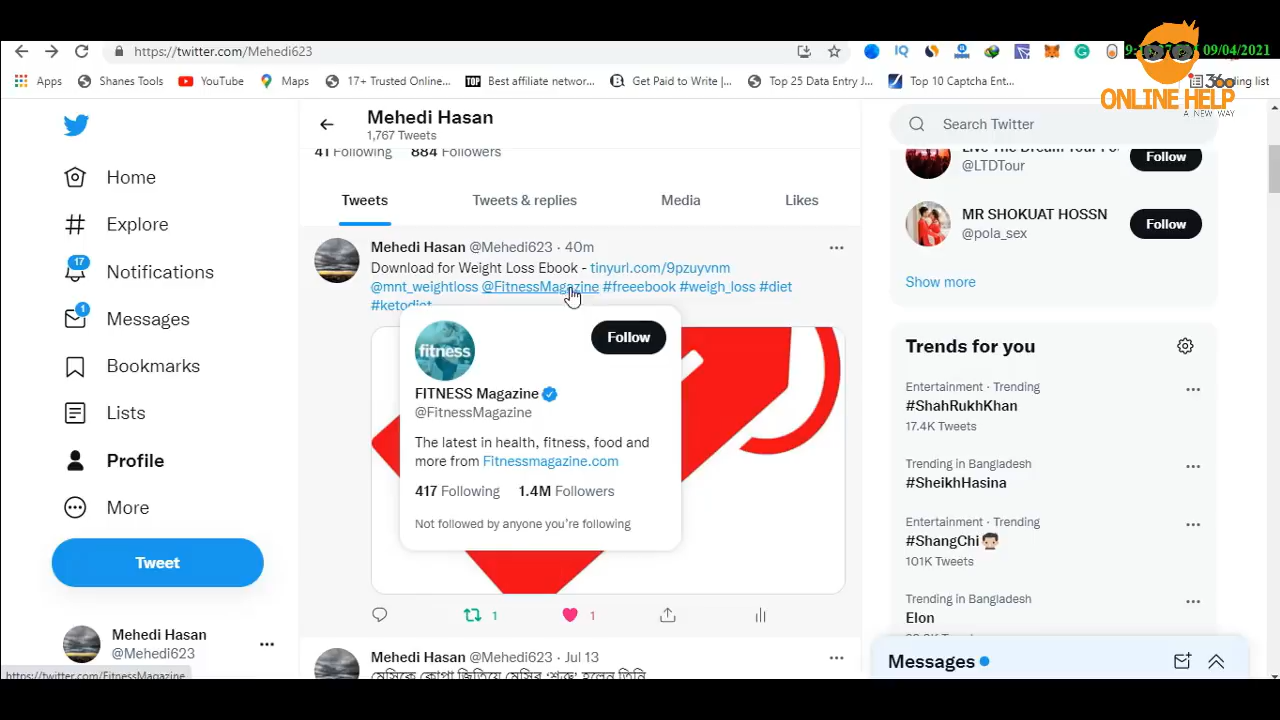 https://twitter.com/Mehedi623
09/04/2021
Apps
Shanes Tools
YouTube
Maps
17+ Trusted Online...
Best affiliate networ...
Get Paid to Write |...
Top 25 Data Entry J...
Top 10 Captcha Ent...
360
ONLINE HELP
A NEW WAY
Mehedi Hasan
1,767 Tweets
Search Twitter
41 Following 884 Followers
@LTDTour
Follow
Home
Explore
17
Notifications
1
Messages
Bookmarks
Lists
Profile
More
Tweet
Mehedi Hasan
@Mehedi623
https://twitter.com/FitnessMagazine
Tweets
Tweets & replies
Media
Likes
Mehedi Hasan @Mehedi623 · 40m
Download for Weight Loss Ebook - tinyurl.com/9pzuyvnm
@mnt_weightloss @FitnessMagazine #freeebook #weigh_loss #diet
#ketodiet
fitness
Follow
FITNESS Magazine
@FitnessMagazine
The latest in health, fitness, food and
more from Fitnessmagazine.com
417 Following 1.4M Followers
Not followed by anyone you're following
1
1
Mehedi Hasan @Mehedi623 · Jul 13
মেসিকে কোপা জিতিয়ে মেসির 'শত্রু' হলেন তিনি
MR SHOKUAT HOSSN
@pola_sex
Follow
Show more
Trends for you
Entertainment · Trending
#ShahRukhKhan
17.4K Tweets
Trending in Bangladesh
#SheikhHasina
Entertainment · Trending
#ShangChi
101K Tweets
Trending in Bangladesh
Elon
Messages